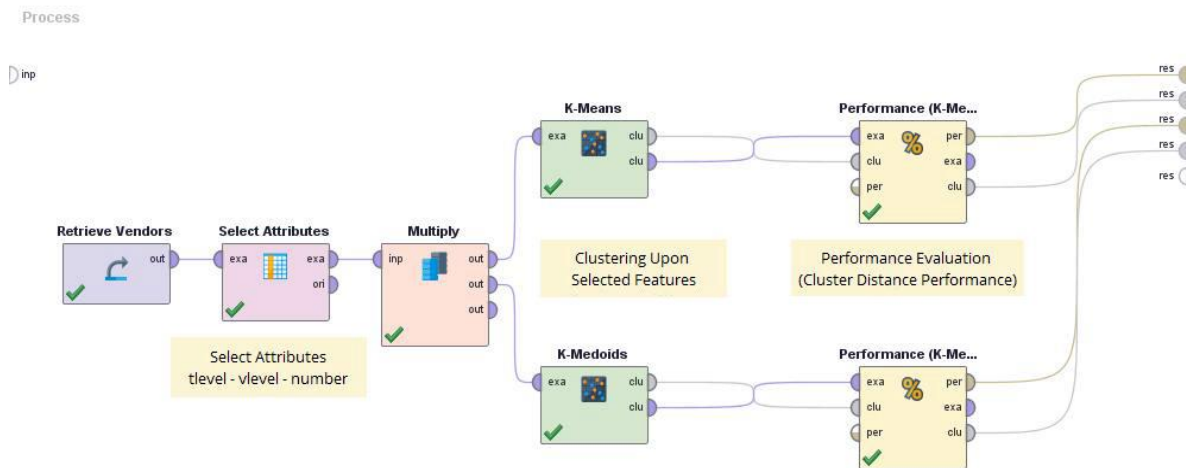 Process
inp
res
res
res
res
res
K-Means
exa
clu
clu
Performance (K-Me...
exa
per
clu
exa
per
clu
Retrieve Vendors
out
Select Attributes
exa
exa
ori
Multiply
inp
out
out
out
Clustering Upon
Selected Features
Performance Evaluation
(Cluster Distance Performance)
Select Attributes
tlevel - vlevel - number
K-Medoids
exa
clu
clu
Performance (K-Me...
exa
per
clu
exa
per
clu